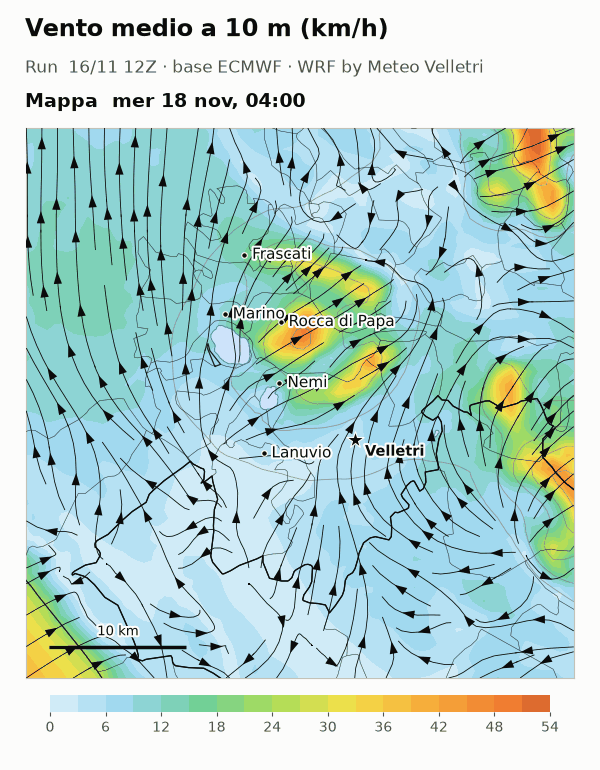 Vento medio a 10 m (km/h)
Run 16/11 12Z · base ECMWF · WRF by Meteo Velletri
Mappa mer 18 nov, 04:00
Frascati
Marino
Rocca di Papa
Nemi
Velletri
Lanuvio
10 km
0 6 12 18 24 30 36 42 48 54